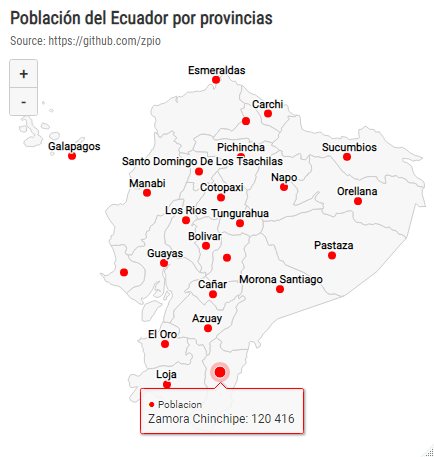 Población del Ecuador por provincias
Source: https://github.com/zpio
+
-
Esmeraldas
Carchi
Galapagos
Pichincha
Sucumbios
Santo Domingo De Los Tsachilas
Manabi
Cotopaxi
Napo
Orellana
Los Rios
Tungurahua
Bolivar
Guayas
Pastaza
Cañar
Morona Santiago
Azuay
El Oro
Loja
● Poblacion
Zamora Chinchipe: 120 416